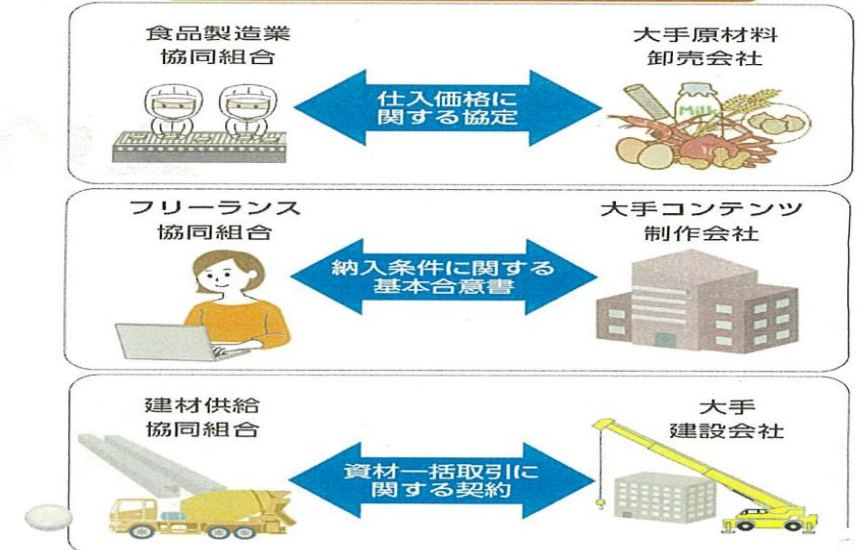 食品製造業
協同組合
仕入価格に
関する協定
大手原材料
卸売会社
Milk
フリーランス
協同組合
納入条件に関する
基本合意書
大手コンテンツ
制作会社
建材供給
協同組合
資材一括取引に
関する契約
大手
建設会社